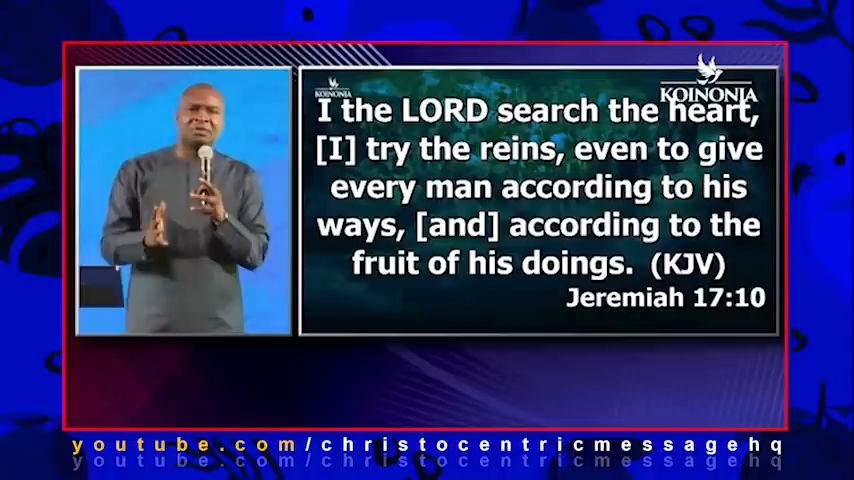 KOINONIA
KOINONIA
I the LORD search the heart,
[I] try the reins, even to give
every man according to his
ways, [and] according to the
fruit of his doings. (KJV)
Jeremiah 17:10
youtube.com/christocentricmessagehq
youtube.com/christocentricmessagehq